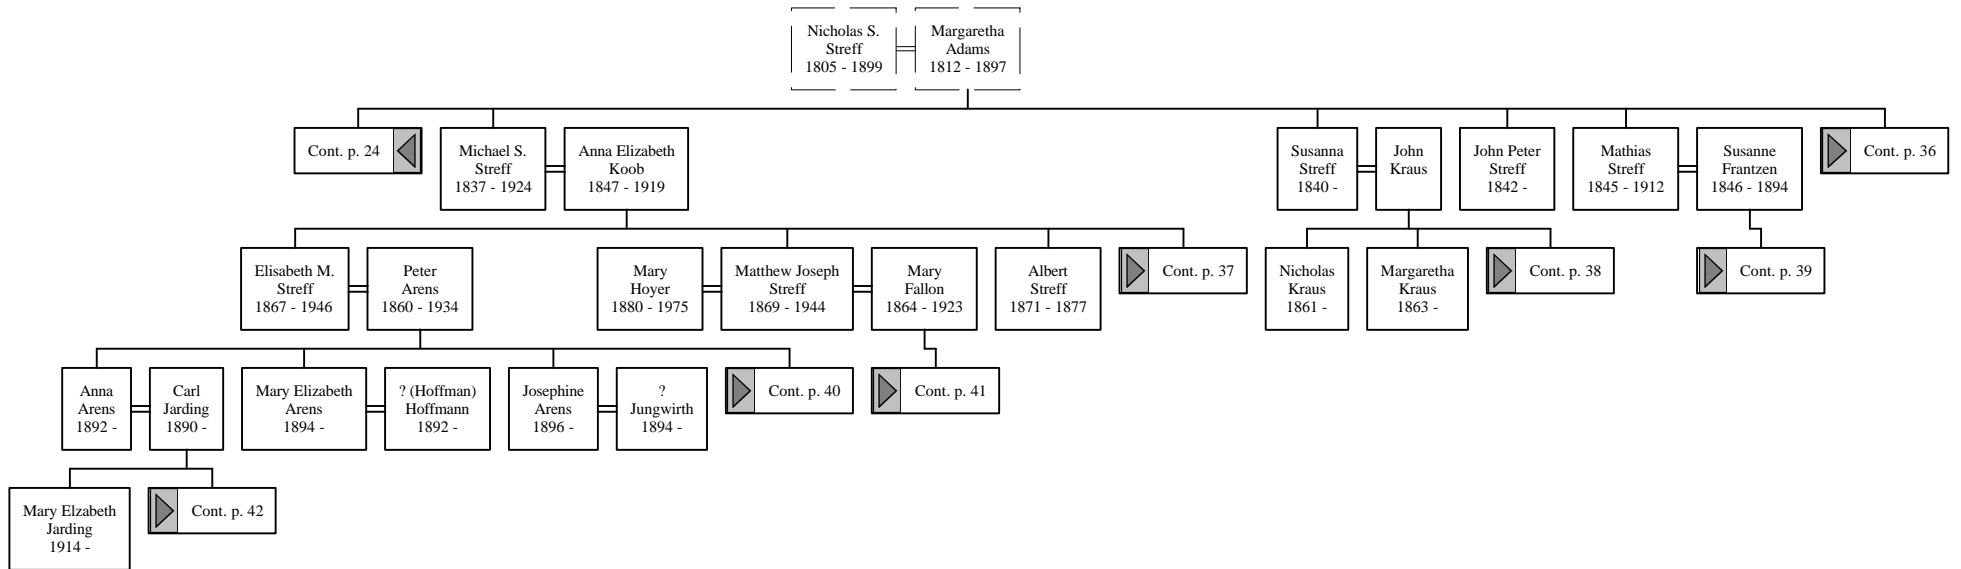 Nicholas S.
Streff
1805 - 1899
Margaretha
Adams
1812 - 1897
Cont. p. 24
Michael S.
Streff
1837 - 1924
Anna Elizabeth
Koob
1847 - 1919
Susanna
Streff
1840 -
John
Kraus
John Peter
Streff
1842 -
Mathias
Streff
1845 - 1912
Susanne
Frantzen
1846 - 1894
Cont. p. 36
Elisabeth M.
Streff
1867 - 1946
Peter
Arens
1860 - 1934
Mary
Hoyer
1880 - 1975
Matthew Joseph
Streff
1869 - 1944
Mary
Fallon
1864 - 1923
Albert
Streff
1871 - 1877
Cont. p. 37
Nicholas
Kraus
1861 -
Margaretha
Kraus
1863 -
Cont. p. 38
Cont. p. 39
Anna
Arens
1892 -
Carl
Jarding
1890 -
Mary Elizabeth
Arens
1894 -
? (Hoffman)
Hoffmann
1892 -
Josephine
Arens
1896 -
?
Jungwirth
1894 -
Cont. p. 40
Cont. p. 41
Mary Elzabeth
Jarding
1914 -
Cont. p. 42